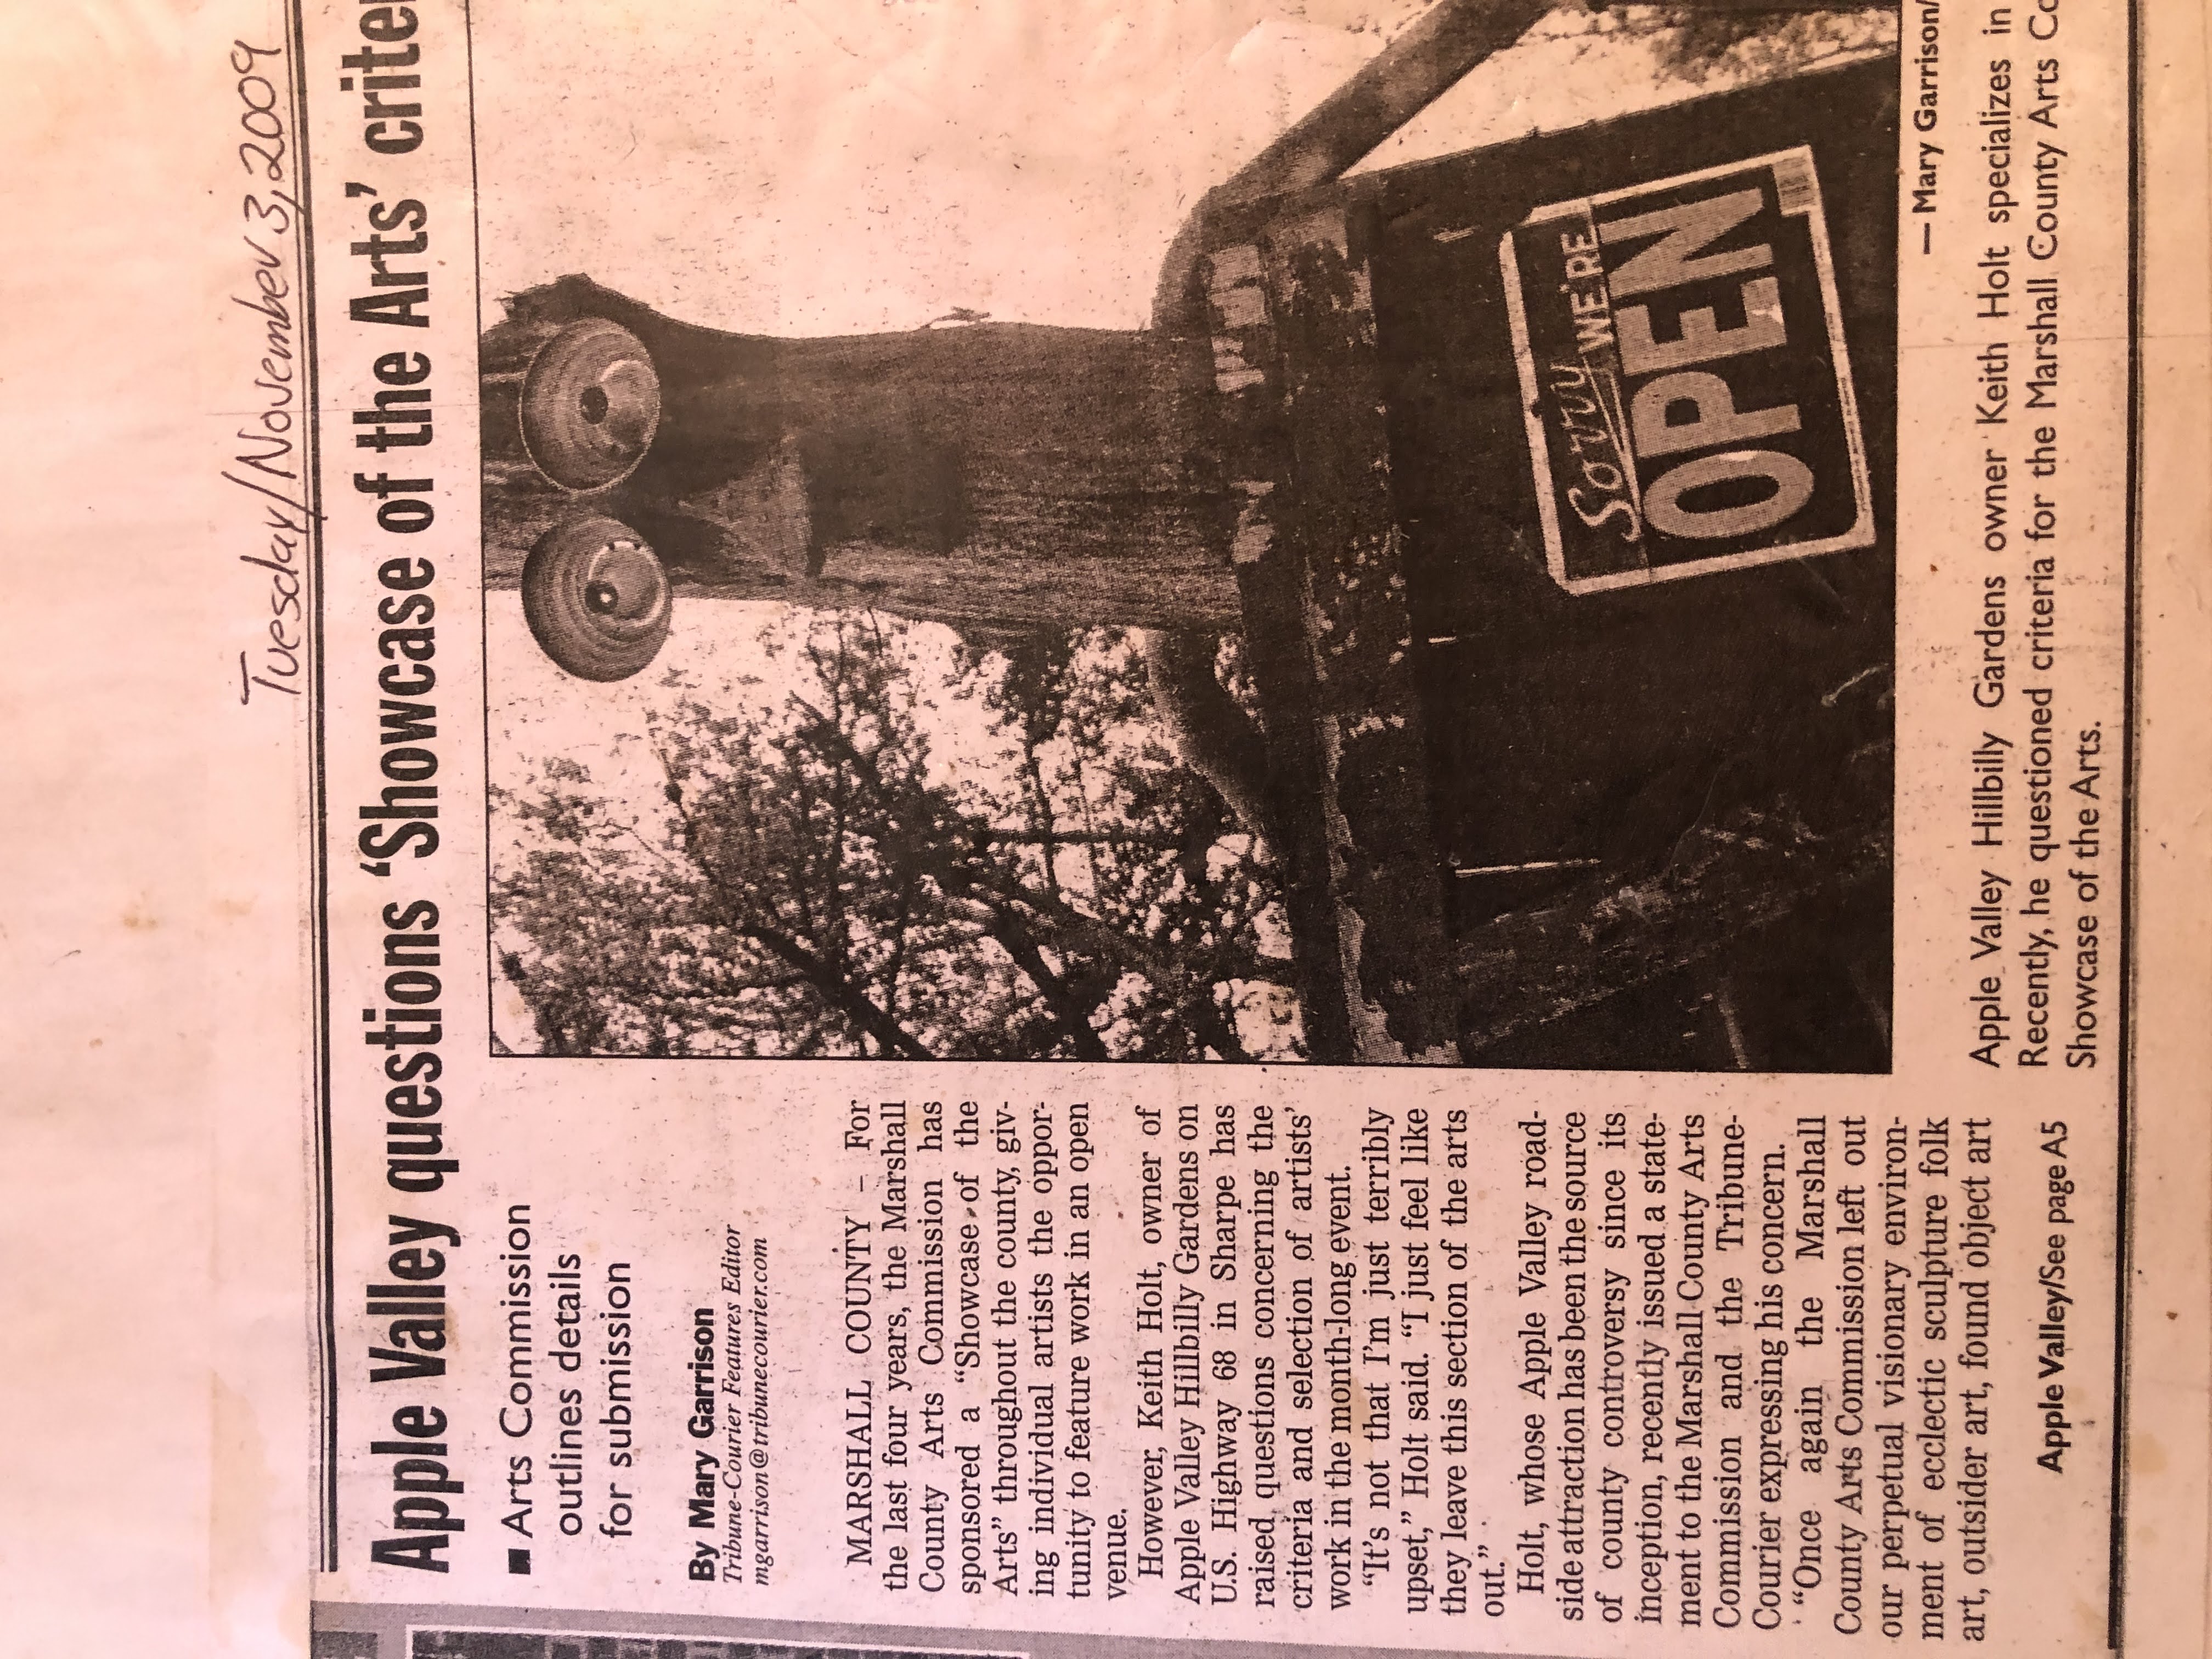 Tuesday/November 3, 2009
Apple Valley questions ‘Showcase of the Arts’ crite
■ Arts Commission
outlines details
for submission
By Mary Garrison
Tribune-Courier Features Editor
mgarrison@tribunecourier.com
MARSHALL COUNTY – For
the last four years, the Marshall
County Arts Commission has
sponsored a “Showcase of the
Arts” throughout the county, giv-
ing individual artists the oppor-
tunity to feature work in an open
venue.
However, Keith Holt, owner of
Apple Valley Hillbilly Gardens on
U.S. Highway 68 in Sharpe has
raised questions concerning the
criteria and selection of artists’
work in the month-long event.
“It’s not that I’m just terribly
upset,” Holt said. “I just feel like
they leave this section of the arts
out.”
Holt, whose Apple Valley road-
side attraction has been the source
of county controversy since its
inception, recently issued a state-
ment to the Marshall County Arts
Commission and the Tribune-
Courier expressing his concern.
“Once again the Marshall
County Arts Commission left out
our perpetual visionary environ-
ment of ecclectic sculpture folk
art, outsider art, found object art
Apple Valley/See page A5
Sorry WE'RE
OPEN
— Mary Garrison/
Apple Valley Hillbilly Gardens owner Keith Holt specializes in
Recently, he questioned criteria for the Marshall County Arts Co
Showcase of the Arts.